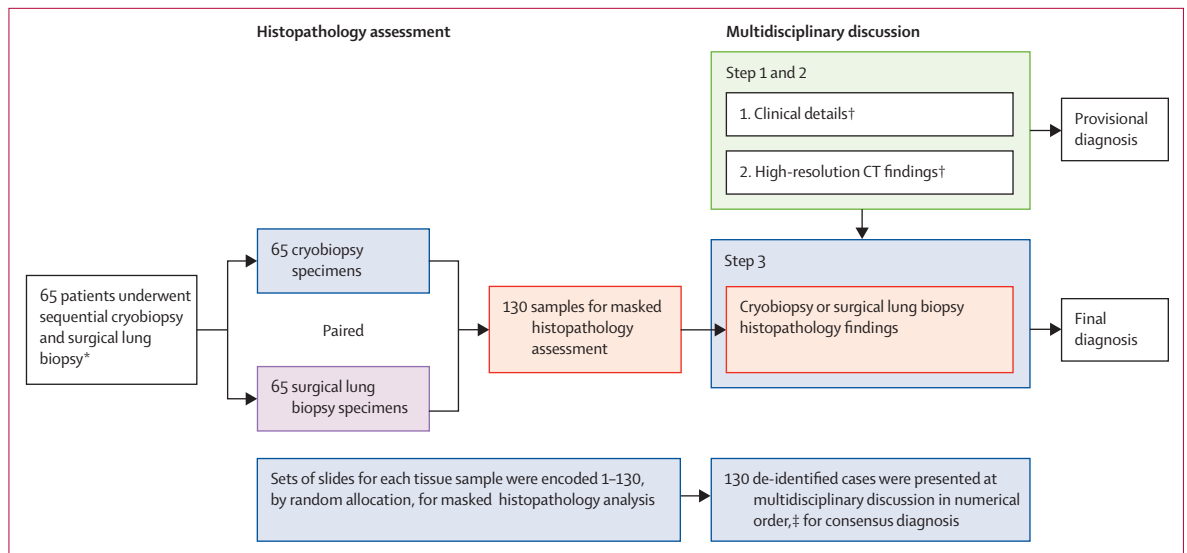 Histopathology assessment
Multidisciplinary discussion
Step 1 and 2
1. Clinical details†
2. High-resolution CT findings†
Provisional
diagnosis
65 patients underwent
sequential cryobiopsy
and surgical lung
biopsy*
65 cryobiopsy
specimens
Paired
65 surgical lung
biopsy specimens
130 samples for masked
histopathology
assessment
Step 3
Cryobiopsy or surgical lung biopsy
histopathology findings
Final
diagnosis
Sets of slides for each tissue sample were encoded 1–130,
by random allocation, for masked histopathology analysis
130 de-identified cases were presented at
multidisciplinary discussion in numerical
order,‡ for consensus diagnosis